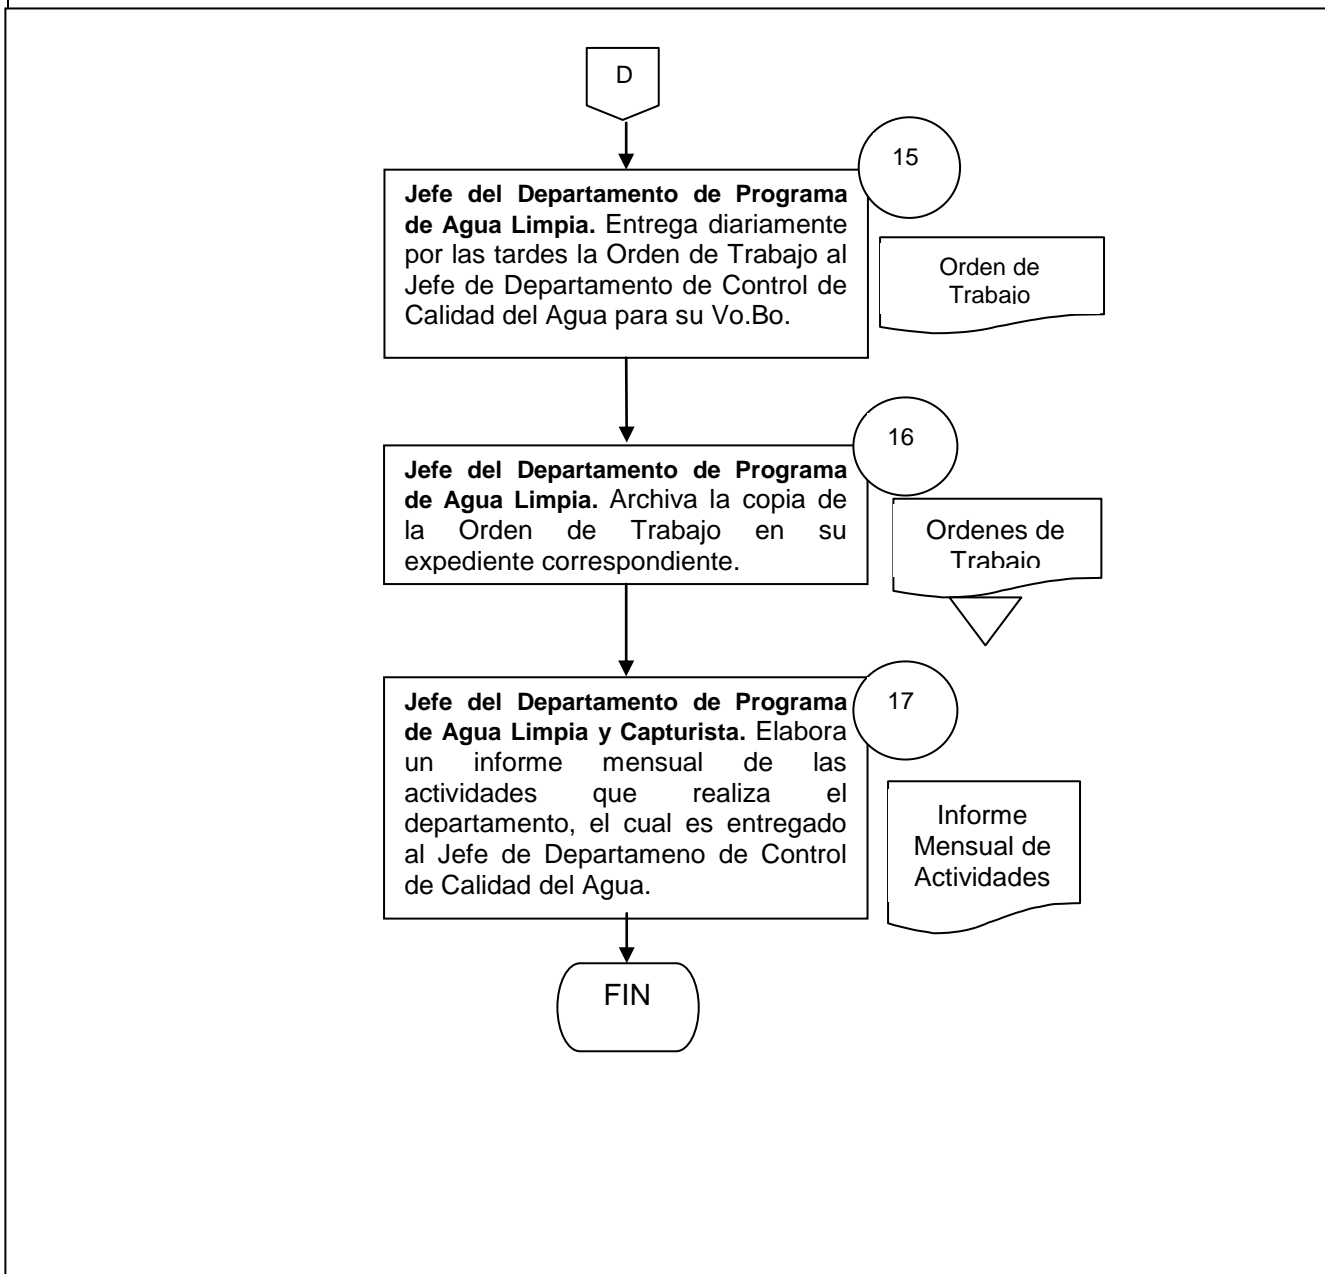 D
15
Jefe del Departamento de Programa
de Agua Limpia. Entrega diariamente
por las tardes la Orden de Trabajo al
Jefe de Departamento de Control de
Calidad del Agua para su Vo.Bo.
Orden de
Trabajo
16
Jefe del Departamento de Programa
de Agua Limpia. Archiva la copia de
la Orden de Trabajo en su
expediente correspondiente.
Ordenes de
Trabajo
17
Jefe del Departamento de Programa
de Agua Limpia y Capturista. Elabora
un informe mensual de las
actividades que realiza el
departamento, el cual es entregado
al Jefe de Departameno de Control
de Calidad del Agua.
Informe
Mensual de
Actividades
FIN